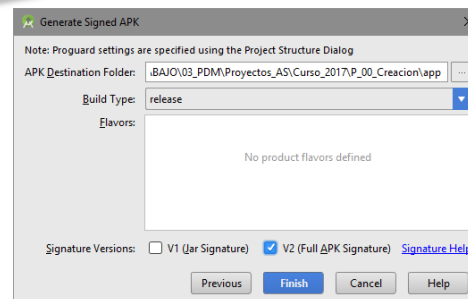 Generate Signed APK
Note: Proguard settings are specified using the Project Structure Dialog
APK Destination Folder: .BAJO\03_PDM\Proyectos_AS\Curso_2017\P_00_Creacion\app ...
Build Type: release
Flavors:
No product flavors defined
Signature Versions: V1 (Jar Signature) V2 (Full APK Signature) Signature Help
Previous Finish Cancel Help